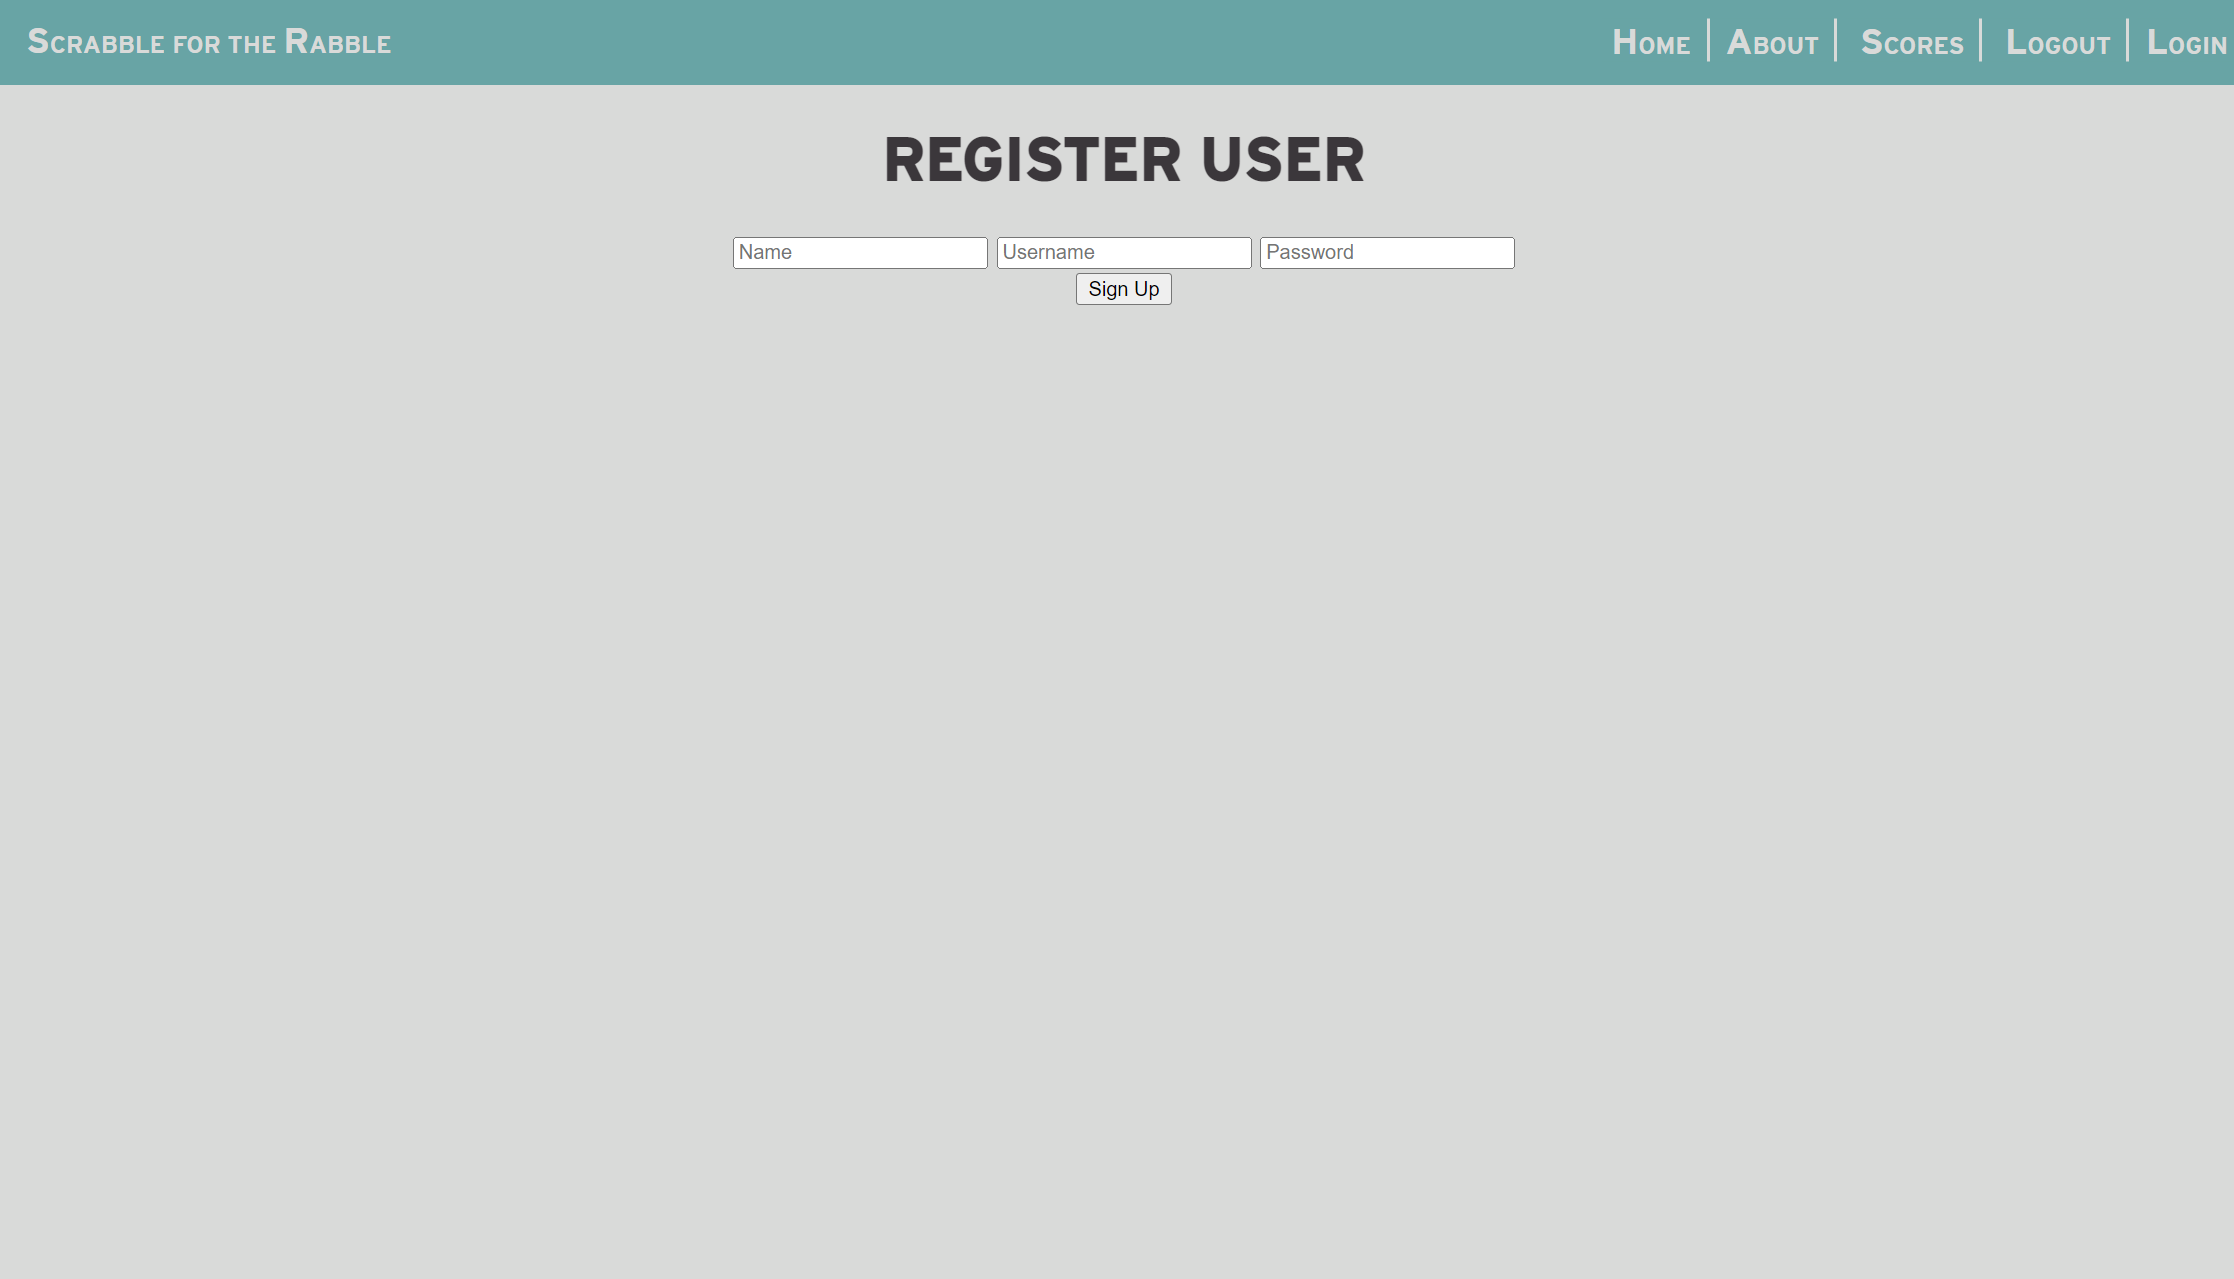 Scrabble for the Rabble
Home About Scores Logout Login
REGISTER USER
Name Username Password
Sign Up